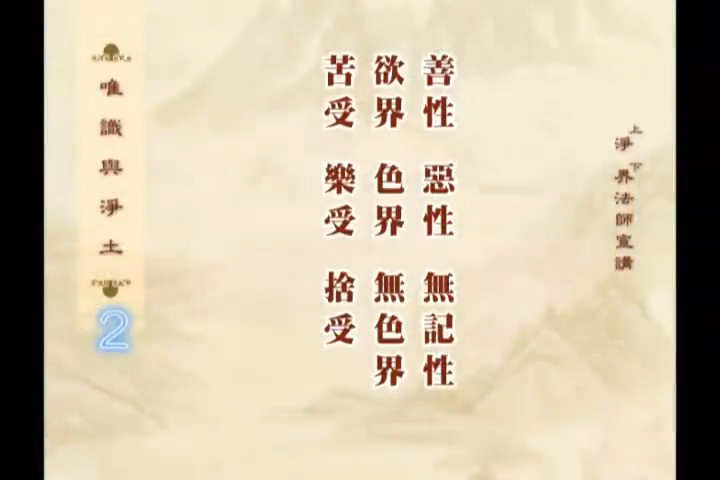 上淨下界法師宣講
善性 惡性 無記性
欲界 色界 無色界
苦受 樂受 捨受
唯識與淨土
2